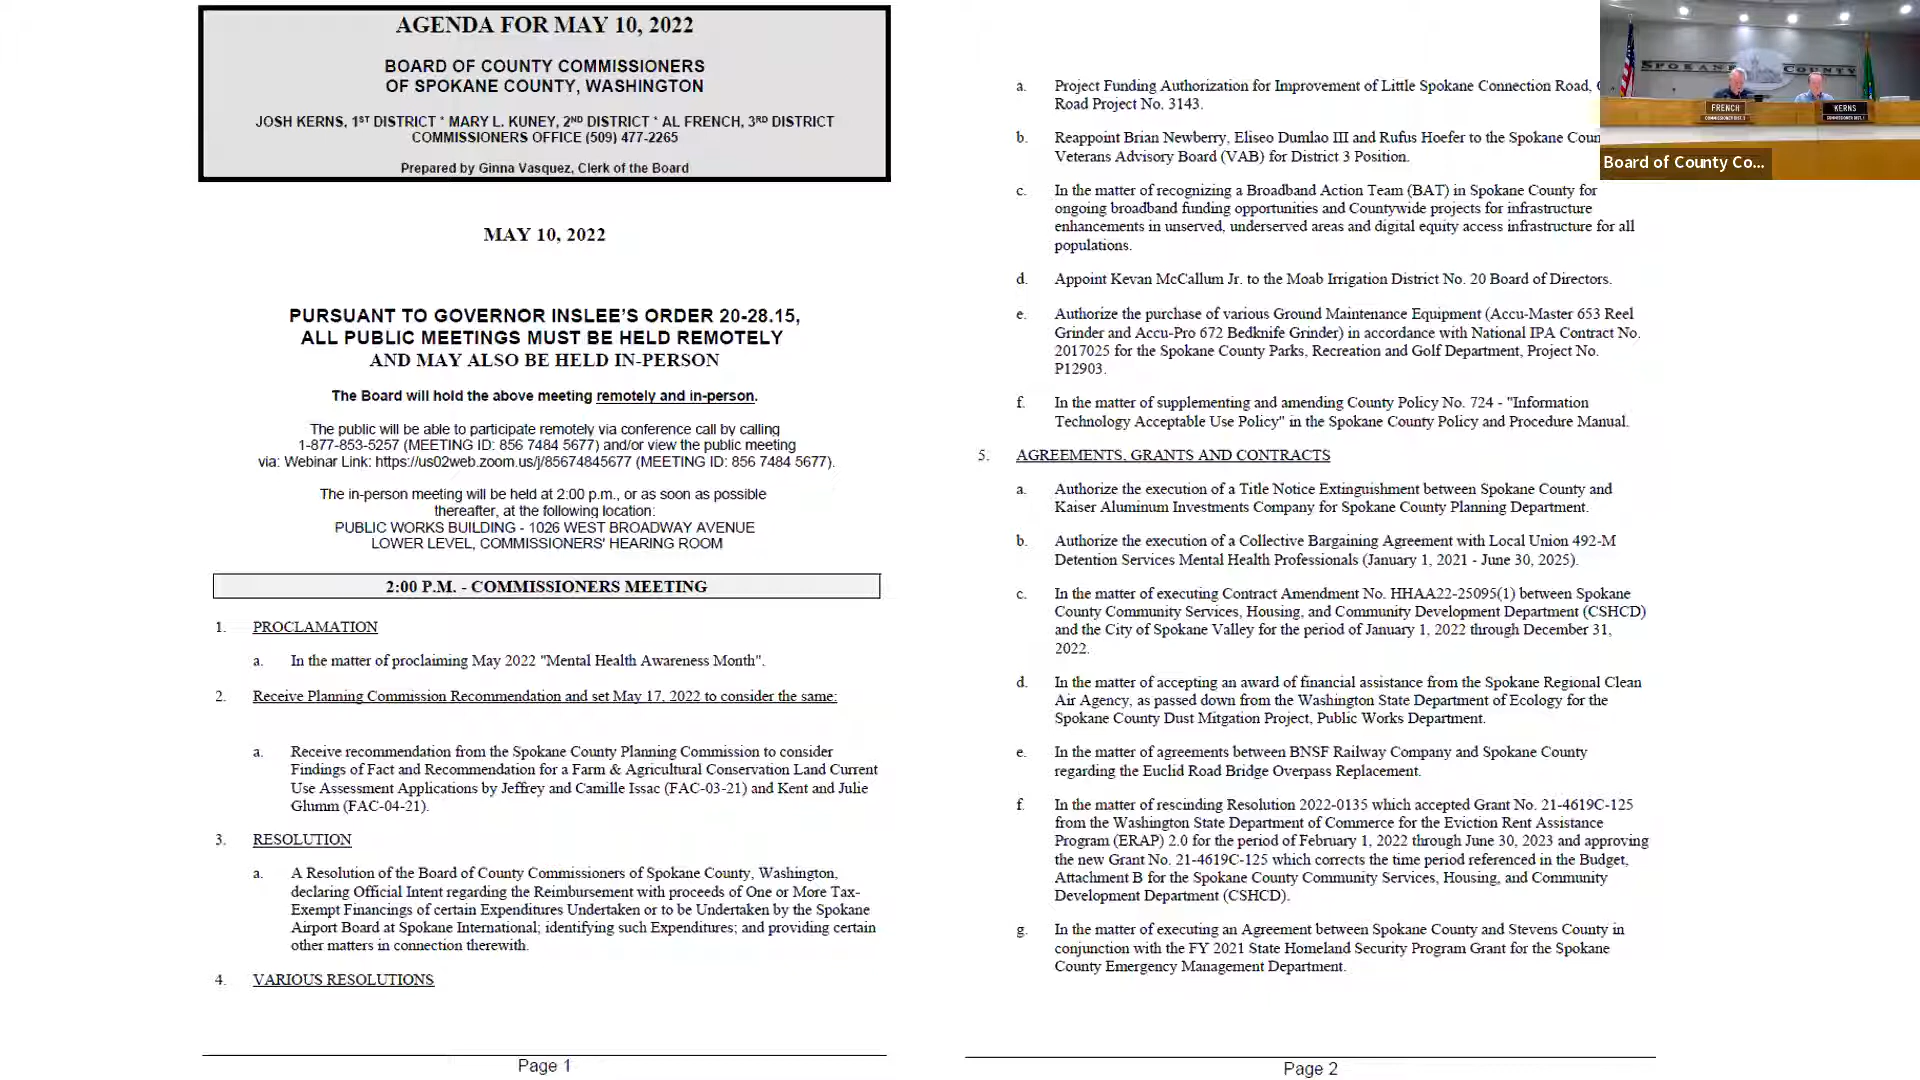 AGENDA FOR MAY 10, 2022
BOARD OF COUNTY COMMISSIONERS
OF SPOKANE COUNTY, WASHINGTON
JOSH KERNS, 1ST DISTRICT * MARY L. KUNEY, 2ND DISTRICT * AL FRENCH, 3RD DISTRICT
COMMISSIONERS OFFICE (509) 477-2265
Prepared by Ginna Vasquez, Clerk of the Board
MAY 10, 2022
PURSUANT TO GOVERNOR INSLEE'S ORDER 20-28.15,
ALL PUBLIC MEETINGS MUST BE HELD REMOTELY
AND MAY ALSO BE HELD IN-PERSON
The Board will hold the above meeting remotely and in-person.
The public will be able to participate remotely via conference call by calling
1-877-853-5257 (MEETING ID: 856 7484 5677) and/or view the public meeting
via: Webinar Link: https://us02web.zoom.us/j/85674845677 (MEETING ID: 856 7484 5677).
The in-person meeting will be held at 2:00 p.m., or as soon as possible
thereafter, at the following location:
PUBLIC WORKS BUILDING - 1026 WEST BROADWAY AVENUE
LOWER LEVEL, COMMISSIONERS' HEARING ROOM
2:00 P.M. - COMMISSIONERS MEETING
1. PROCLAMATION
a. In the matter of proclaiming May 2022 "Mental Health Awareness Month".
2. Receive Planning Commission Recommendation and set May 17, 2022 to consider the same:
a. Receive recommendation from the Spokane County Planning Commission to consider
Findings of Fact and Recommendation for a Farm & Agricultural Conservation Land Current
Use Assessment Applications by Jeffrey and Camille Issac (FAC-03-21) and Kent and Julie
Glumm (FAC-04-21).
3. RESOLUTION
a. A Resolution of the Board of County Commissioners of Spokane County, Washington,
declaring Official Intent regarding the Reimbursement with proceeds of One or More Tax-
Exempt Financings of certain Expenditures Undertaken or to be Undertaken by the Spokane
Airport Board at Spokane International; identifying such Expenditures; and providing certain
other matters in connection therewith.
4. VARIOUS RESOLUTIONS
Page 1
a. Project Funding Authorization for Improvement of Little Spokane Connection Road,
Road Project No. 3143.
b. Reappoint Brian Newberry, Eliseo Dumlao III and Rufus Hoefer to the Spokane Coun
Veterans Advisory Board (VAB) for District 3 Position.
c. In the matter of recognizing a Broadband Action Team (BAT) in Spokane County for
ongoing broadband funding opportunities and Countywide projects for infrastructure
enhancements in unserved, underserved areas and digital equity access infrastructure for all
populations.
d. Appoint Kevan McCallum Jr. to the Moab Irrigation District No. 20 Board of Directors.
e. Authorize the purchase of various Ground Maintenance Equipment (Accu-Master 653 Reel
Grinder and Accu-Pro 672 Bedknife Grinder) in accordance with National IPA Contract No.
2017025 for the Spokane County Parks, Recreation and Golf Department, Project No.
P12903.
f. In the matter of supplementing and amending County Policy No. 724 - "Information
Technology Acceptable Use Policy" in the Spokane County Policy and Procedure Manual.
5. AGREEMENTS, GRANTS AND CONTRACTS
a. Authorize the execution of a Title Notice Extinguishment between Spokane County and
Kaiser Aluminum Investments Company for Spokane County Planning Department.
b. Authorize the execution of a Collective Bargaining Agreement with Local Union 492-M
Detention Services Mental Health Professionals (January 1, 2021 - June 30, 2025).
c. In the matter of executing Contract Amendment No. HHAA22-25095(1) between Spokane
County Community Services, Housing, and Community Development Department (CSHCD)
and the City of Spokane Valley for the period of January 1, 2022 through December 31,
2022.
d. In the matter of accepting an award of financial assistance from the Spokane Regional Clean
Air Agency, as passed down from the Washington State Department of Ecology for the
Spokane County Dust Mitgation Project, Public Works Department.
e. In the matter of agreements between BNSF Railway Company and Spokane County
regarding the Euclid Road Bridge Overpass Replacement.
f. In the matter of rescinding Resolution 2022-0135 which accepted Grant No. 21-4619C-125
from the Washington State Department of Commerce for the Eviction Rent Assistance
Program (ERAP) 2.0 for the period of February 1, 2022 through June 30, 2023 and approving
the new Grant No. 21-4619C-125 which corrects the time period referenced in the Budget,
Attachment B for the Spokane County Community Services, Housing, and Community
Development Department (CSHCD).
g. In the matter of executing an Agreement between Spokane County and Stevens County in
conjunction with the FY 2021 State Homeland Security Program Grant for the Spokane
County Emergency Management Department.
Page 2
SPOKANE COUNTY
FRENCH
KERNS
Board of County Co...